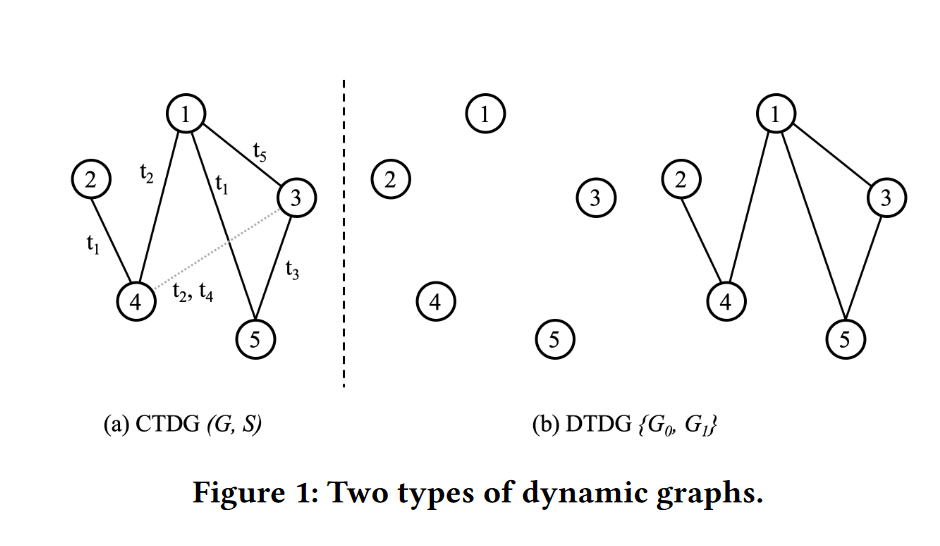 1
t5
2
t2
t1
3
t1
t3
4
t2, t4
5
1
2
3
4
5
1
2
3
4
5
(a) CTDG (G, S)
(b) DTDG {G0, G1}
Figure 1: Two types of dynamic graphs.